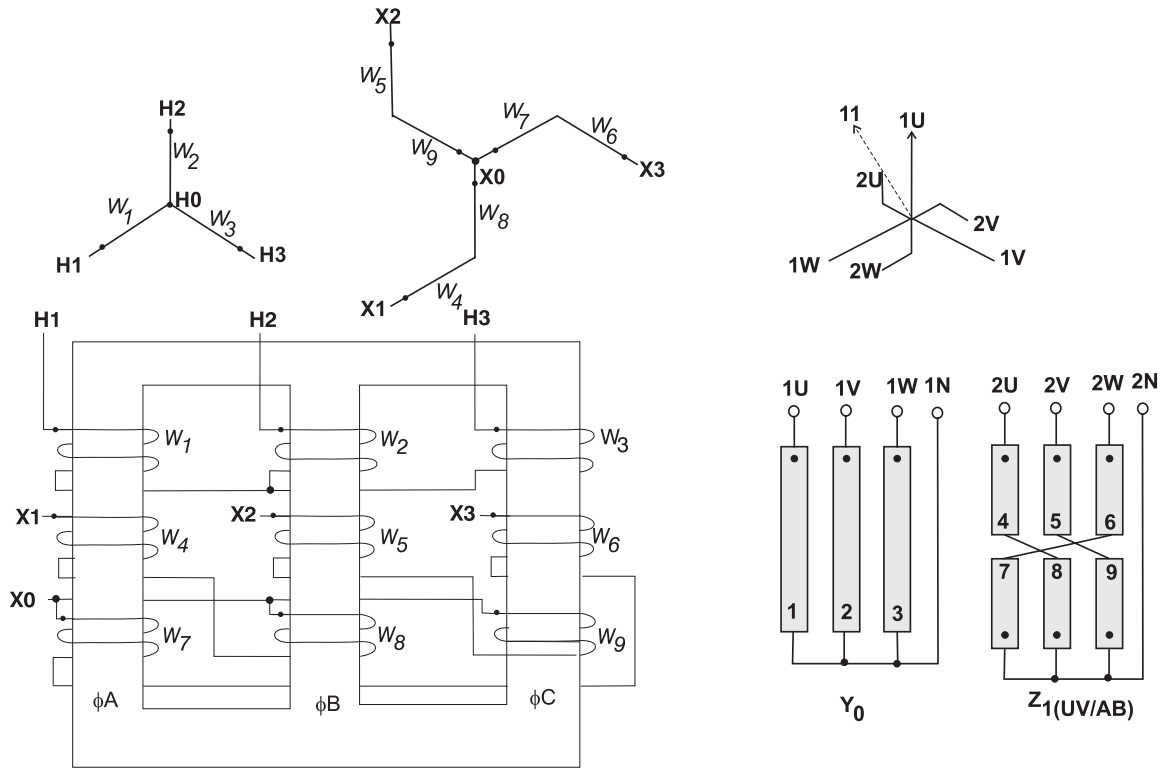 X2
W5
W7
W6
W9
X0
X3
W8
W4
X1
H2
W2
H0
W1
W3
H1
H3
11
1U
2U
2V
1W
2W
1V
H1 H2 H3
W1 W2 W3
X1 X2 X3
W4 W5 W6
X0
W7 W8 W9
ϕA ϕB ϕC
1U 1V 1W 1N
1 2 3
Y0
2U 2V 2W 2N
4 5 6
7 8 9
Z1(UV/AB)